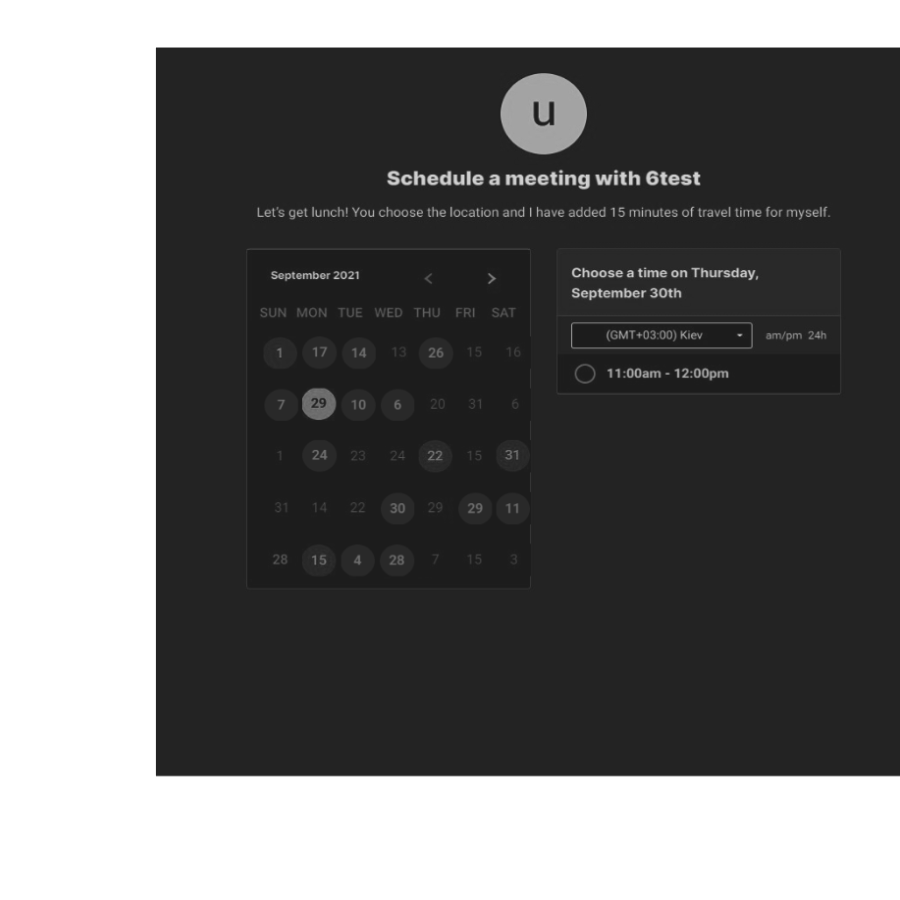 u
Schedule a meeting with 6test
Let's get lunch! You choose the location and I have added 15 minutes of travel time for myself.
September 2021 < >
SUN MON TUE WED THU FRI SAT
1 17 14 13 26 15 16
7 29 10 6 20 31 6
1 24 23 24 22 15 31
31 14 22 30 29 29 11
28 15 4 28 7 15 3
Choose a time on Thursday,
September 30th
(GMT+03:00) Kiev am/pm 24h
11:00am - 12:00pm